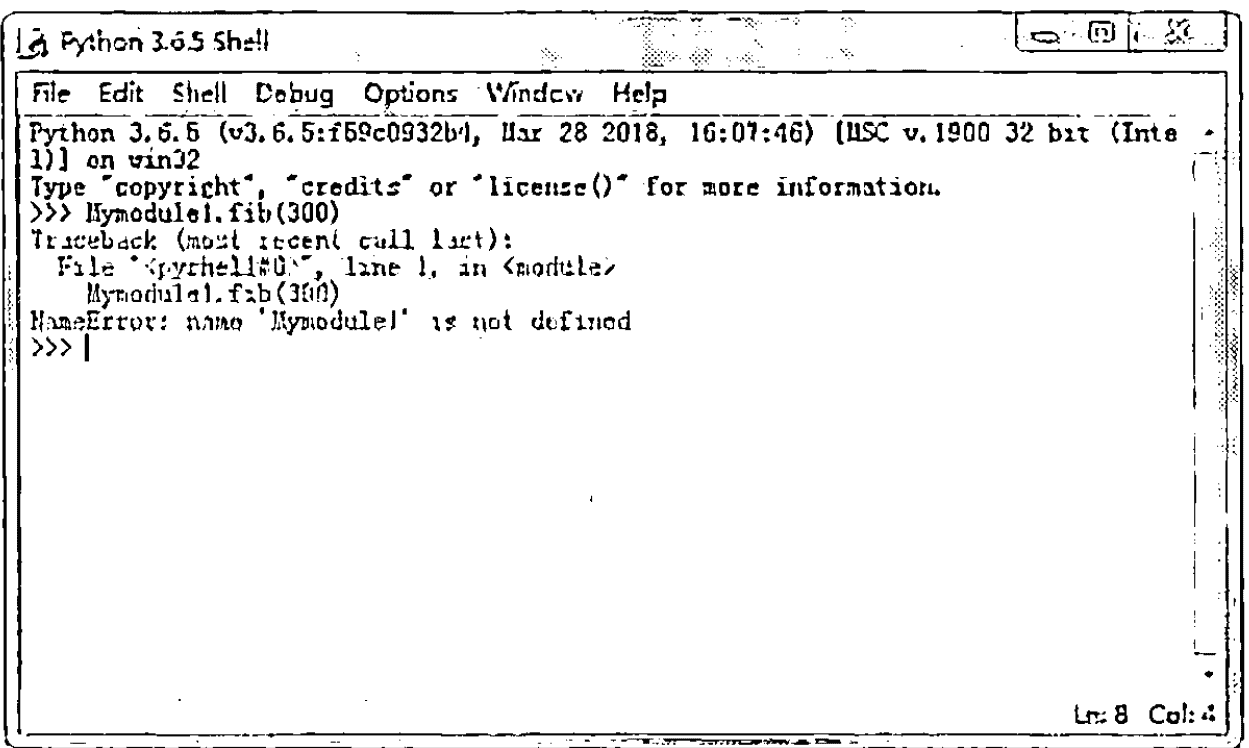 Python 3.6.5 Shell
File Edit Shell Debug Options Window Help
Python 3.6.5 (v3.6.5:f59c0932b4, Mar 28 2018, 16:07:46) [MSC v.1900 32 bit (Inte
l)] on win32
Type "copyright", "credits" or "license()" for more information.
>>> Mymodule1.fib(300)
Traceback (most recent call last):
  File "<pyshell#0>", line 1, in <module>
    Mymodule1.fib(300)
NameError: name 'Mymodule1' is not defined
>>>
Ln: 8 Col: 4